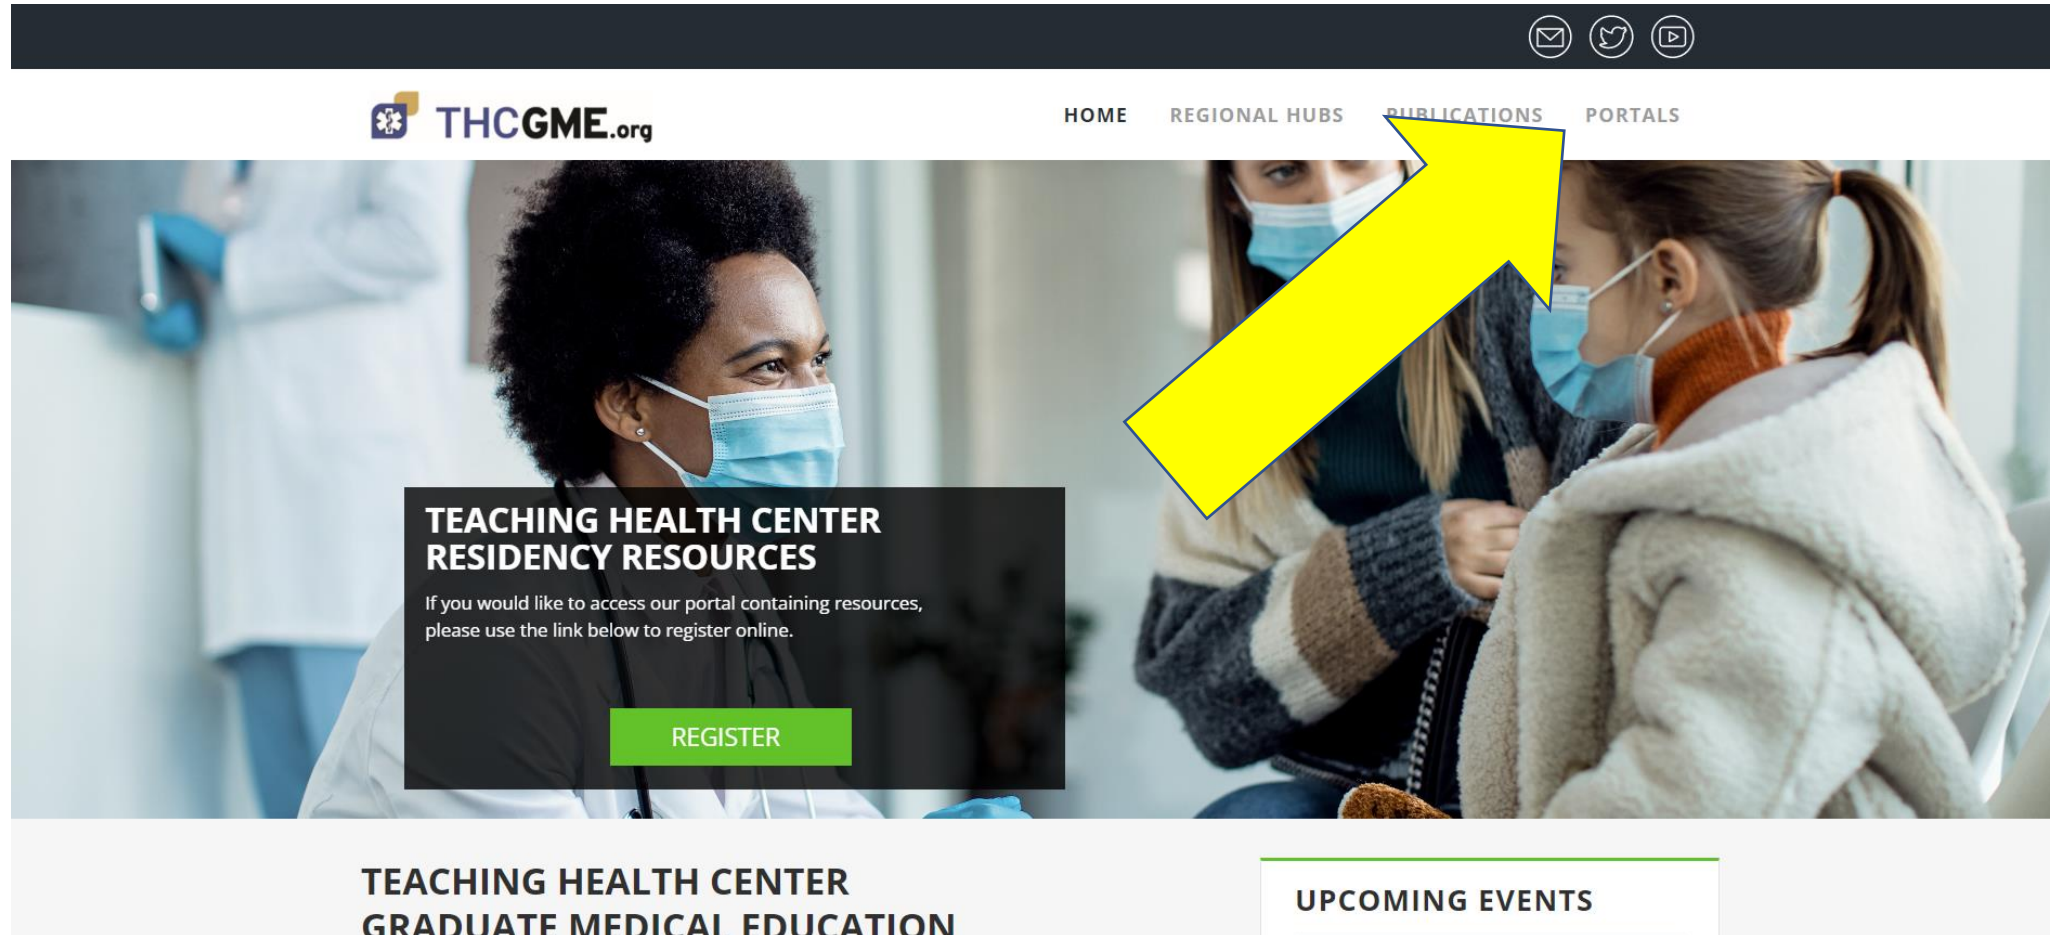 THCGME.org
HOME REGIONAL HUBS PUBLICATIONS PORTALS
TEACHING HEALTH CENTER
RESIDENCY RESOURCES
If you would like to access our portal containing resources,
please use the link below to register online.
REGISTER
TEACHING HEALTH CENTER
GRADUATE MEDICAL EDUCATION
UPCOMING EVENTS